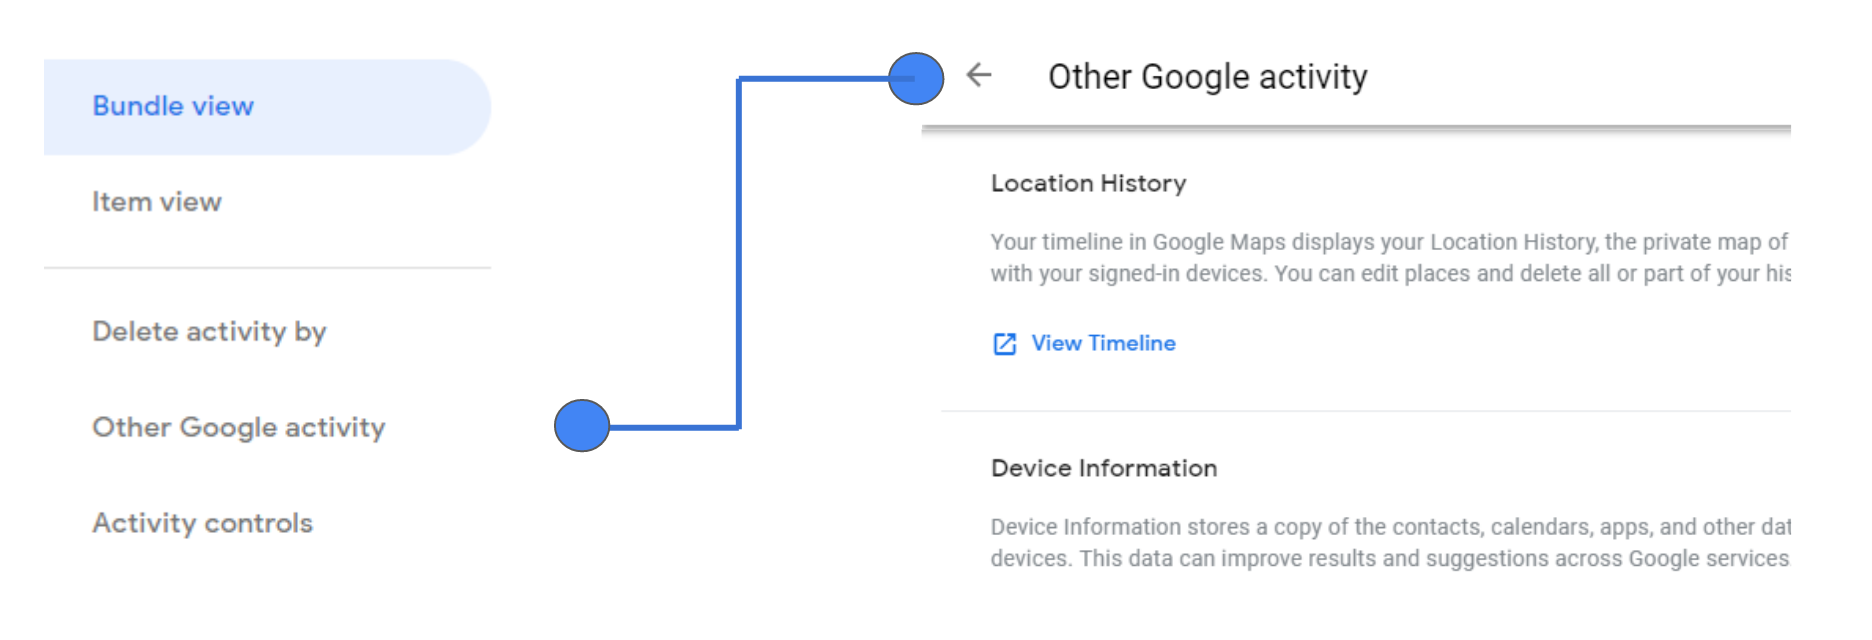 Bundle view
Item view
Delete activity by
Other Google activity
Activity controls
Other Google activity
Location History
Your timeline in Google Maps displays your Location History, the private map of
with your signed-in devices. You can edit places and delete all or part of your his
View Timeline
Device Information
Device Information stores a copy of the contacts, calendars, apps, and other dat
devices. This data can improve results and suggestions across Google services